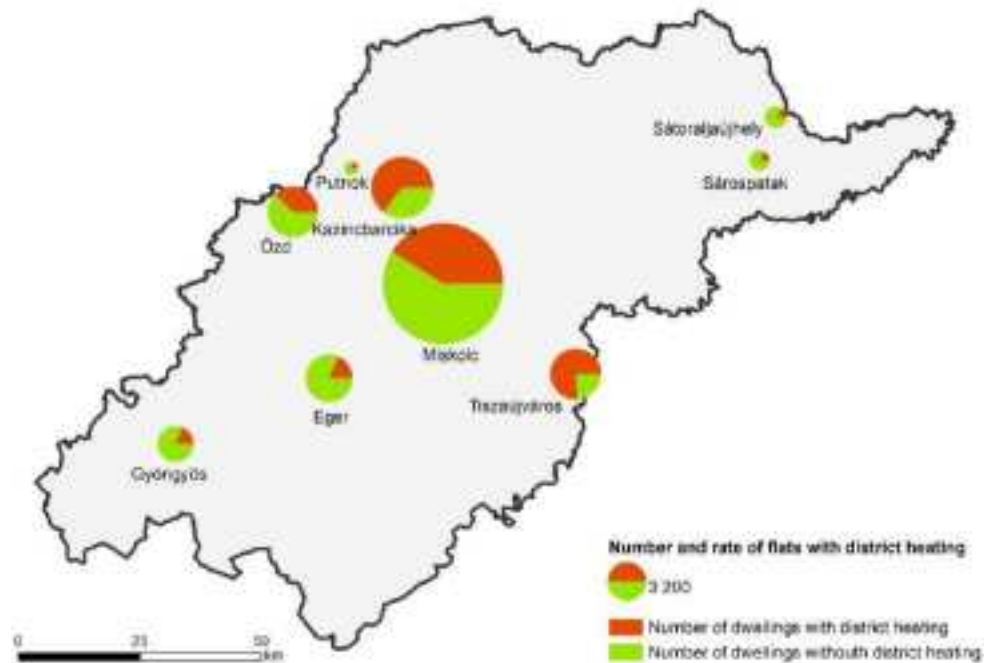 Sátoraljaújhely
Putnok
Sárospatak
Kazincbarcika
Ózd
Miskolc
Tiszaújváros
Eger
Gyöngyös
Number and rate of flats with district heating
3 200
0 25 50
km
Number of dwellings with district heating
Number of dwellings withouth district heating